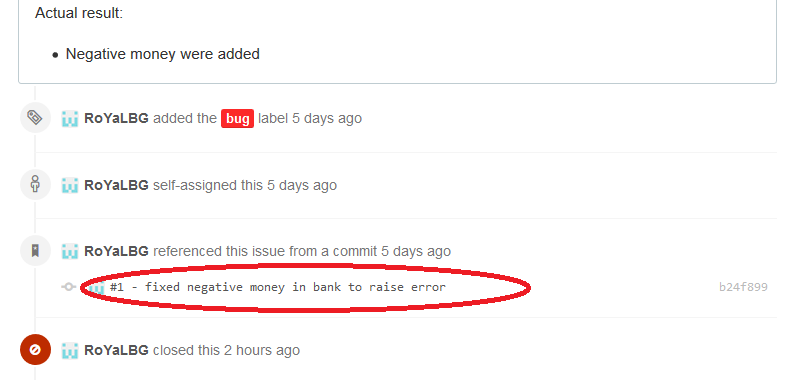 Actual result:
Negative money were added
RoYaLBG added the bug label 5 days ago
RoYaLBG self-assigned this 5 days ago
RoYaLBG referenced this issue from a commit 5 days ago
#1 - fixed negative money in bank to raise error b24f899
RoYaLBG closed this 2 hours ago